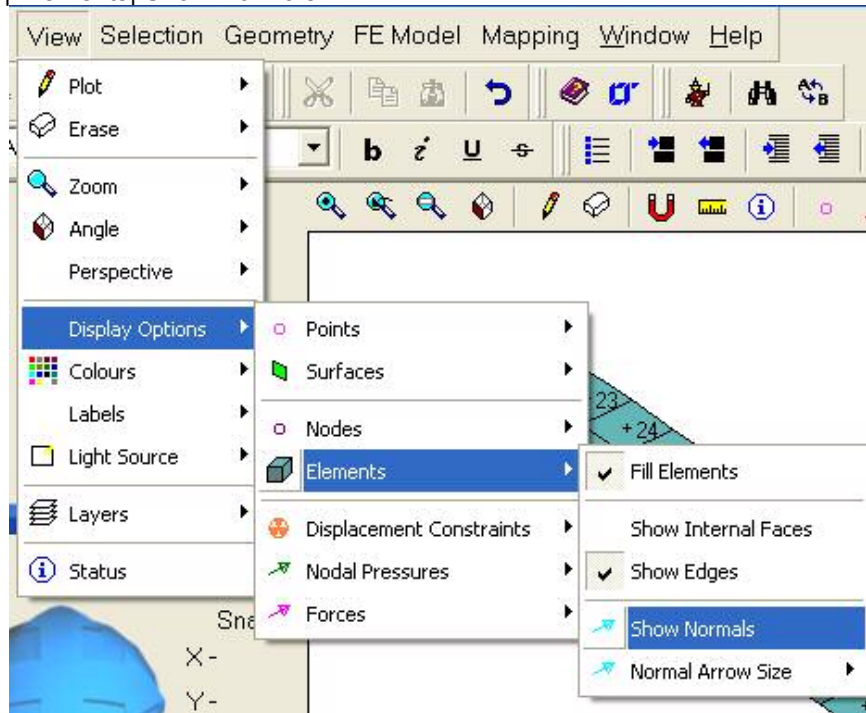 View Selection Geometry FE Model Mapping Window Help
Plot
Erase
Zoom
Angle
Perspective
Display Options
Colours
Labels
Light Source
Layers
Status
b i U S
A B
Points
Surfaces
Nodes
Elements
Displacement Constraints
Nodal Pressures
Forces
23
+24
Fill Elements
Show Internal Faces
Show Edges
Show Normals
Normal Arrow Size
Sna
X-
Y-